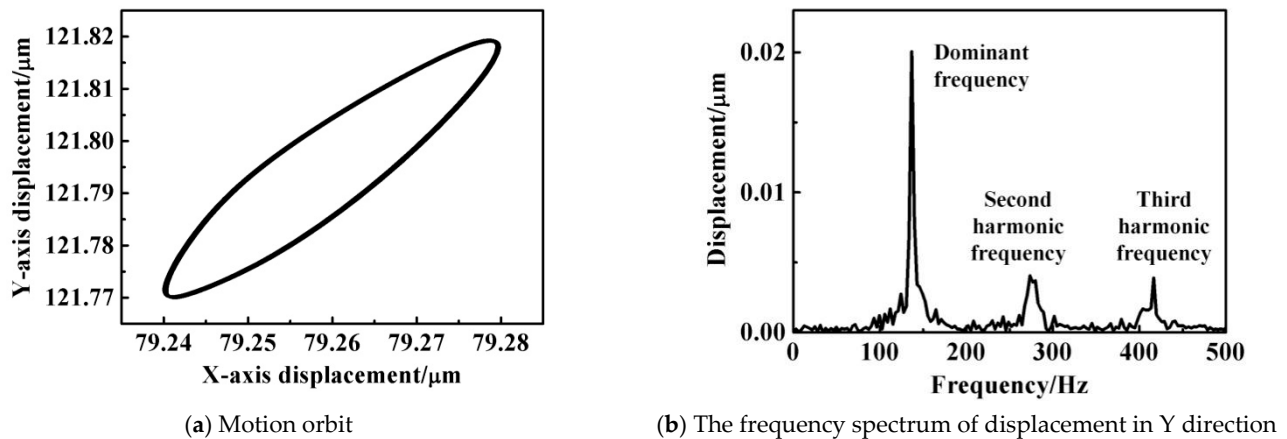 121.82
121.81
121.80
121.79
121.78
121.77
Y-axis displacement/μm
79.24 79.25 79.26 79.27 79.28
X-axis displacement/μm
(a) Motion orbit
0.02
0.01
0.00
Displacement/μm
Dominant
frequency
Second
harmonic
frequency
Third
harmonic
frequency
0 100 200 300 400 500
Frequency/Hz
(b) The frequency spectrum of displacement in Y direction